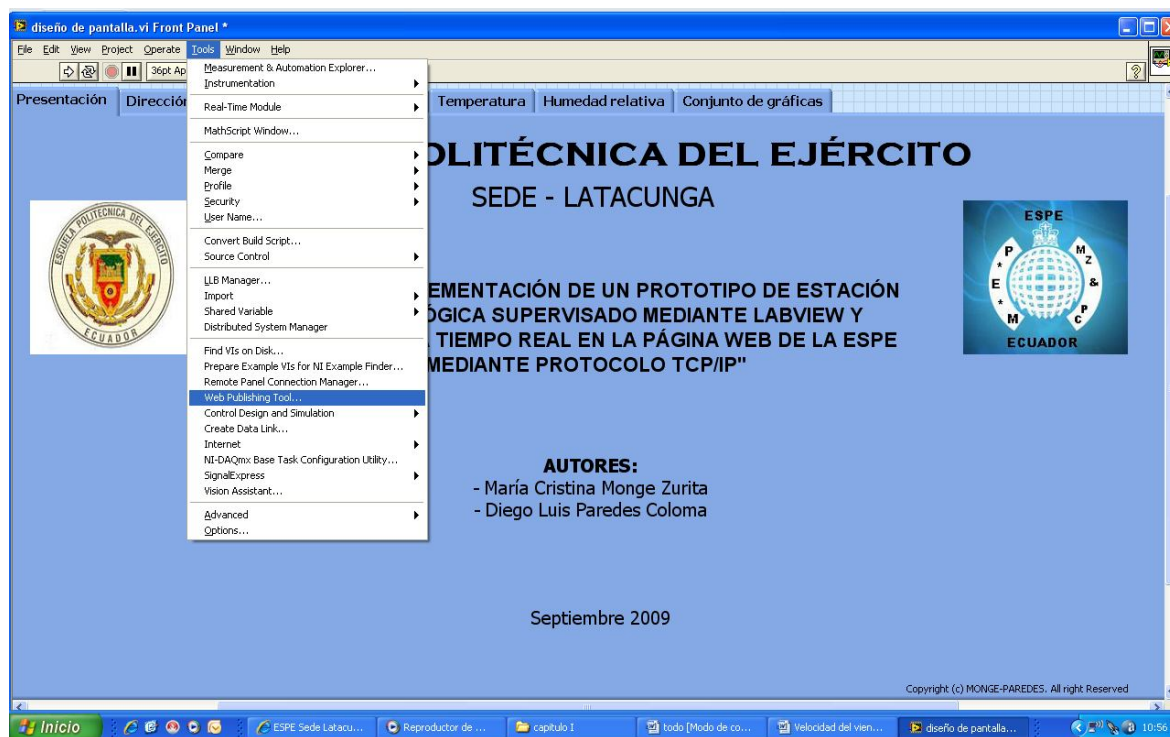 diseño de pantalla.vi Front Panel *
File Edit View Project Operate Tools Window Help
36pt Ap
Presentación Dirección Temperatura Humedad relativa Conjunto de gráficas
Measurement & Automation Explorer...
Instrumentation
Real-Time Module
MathScript Window...
Compare
Merge
Profile
Security
User Name...
Convert Build Script...
Source Control
LLB Manager...
Import
Shared Variable
Distributed System Manager
Find VIs on Disk...
Prepare Example VIs for NI Example Finder...
Remote Panel Connection Manager...
Web Publishing Tool...
Control Design and Simulation
Create Data Link...
Internet
NI-DAQmx Base Task Configuration Utility...
SignalExpress
Vision Assistant...
Advanced
Options...
OLITÉCNICA DEL EJÉRCITO
SEDE - LATACUNGA
ESCUELA POLITECNICA DEL EJERCITO
ECUADOR
ESPE
P * E * M
MZ & PC
ECUADOR
EMENTACIÓN DE UN PROTOTIPO DE ESTACIÓN
ÓGICA SUPERVISADO MEDIANTE LABVIEW Y
TIEMPO REAL EN LA PÁGINA WEB DE LA ESPE
MEDIANTE PROTOCOLO TCP/IP"
AUTORES:
- María Cristina Monge Zurita
- Diego Luis Paredes Coloma
Septiembre 2009
Copyright (c) MONGE-PAREDES. All right Reserved
Inicio ESPE Sede Latacu... Reproductor de ... capitulo I todo [Modo de co... Velocidad del vien... diseño de pantalla... 10:56